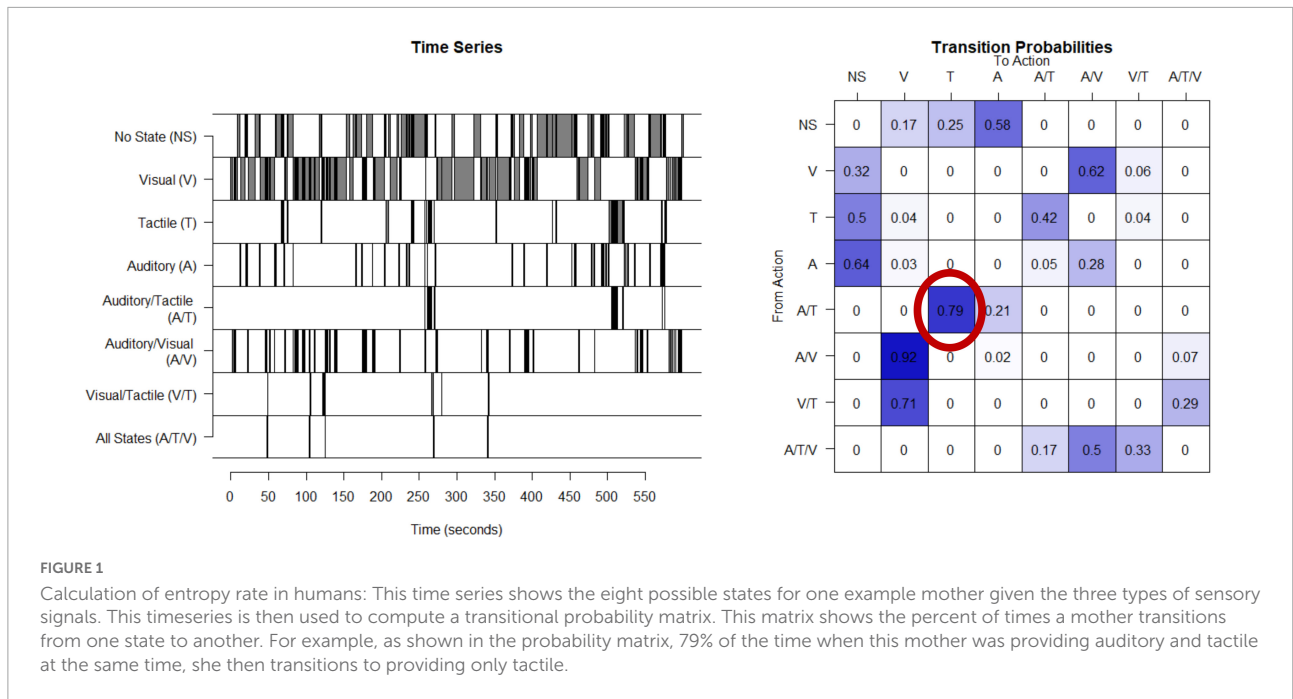 Time Series
No State (NS)
Visual (V)
Tactile (T)
Auditory (A)
Auditory/Tactile
(A/T)
Auditory/Visual
(A/V)
Visual/Tactile (V/T)
All States (A/T/V)
0 50 100 150 200 250 300 350 400 450 500 550
Time (seconds)
Transition Probabilities
To Action
NS V T A A/T A/V V/T A/T/V
From Action
NS 0 0.17 0.25 0.58 0 0 0 0
V 0.32 0 0 0 0 0.62 0.06 0
T 0.5 0.04 0 0 0.42 0 0.04 0
A 0.64 0.03 0 0 0.05 0.28 0 0
A/T 0 0 0.79 0.21 0 0 0 0
A/V 0 0.92 0 0.02 0 0 0 0.07
V/T 0 0.71 0 0 0 0 0 0.29
A/T/V 0 0 0 0 0.17 0.5 0.33 0
FIGURE 1
Calculation of entropy rate in humans: This time series shows the eight possible states for one example mother given the three types of sensory
signals. This timeseries is then used to compute a transitional probability matrix. This matrix shows the percent of times a mother transitions
from one state to another. For example, as shown in the probability matrix, 79% of the time when this mother was providing auditory and tactile
at the same time, she then transitions to providing only tactile.